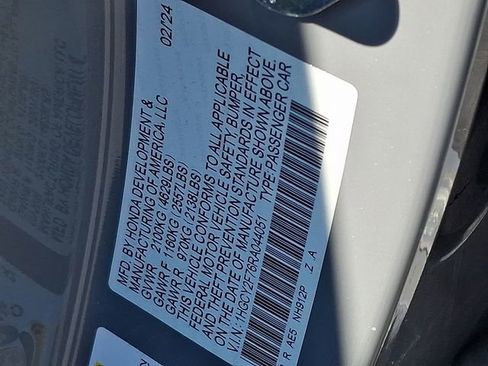 MFD. BY HONDA DEVELOPMENT & 02/24
MANUFACTURING OF AMERICA, LLC
GVWR 2100KG (4629LBS)
GAWR F 1160KG (2557LBS)
GAWR R 970KG (2138LBS)
THIS VEHICLE CONFORMS TO ALL APPLICABLE
FEDERAL MOTOR VEHICLE SAFETY, BUMPER,
AND THEFT PREVENTION STANDARDS IN EFFECT
ON THE DATE OF MANUFACTURE SHOWN ABOVE.
V.I.N.: TYPE: PASSENGER CAR
R AE5 NH912P Z A